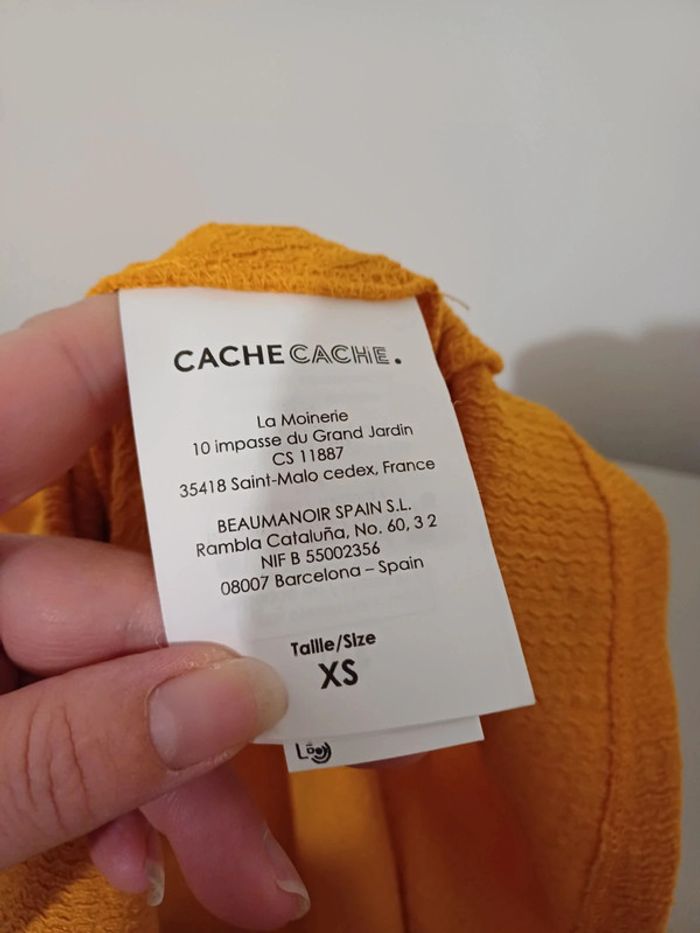 CACHE CACHE.
La Moinerie
10 impasse du Grand Jardin
CS 11887
35418 Saint-Malo cedex, France
BEAUMANOIR SPAIN S.L.
Rambla Cataluña, No. 60, 3 2
NIF B 55002356
08007 Barcelona – Spain
Taille/Size
XS